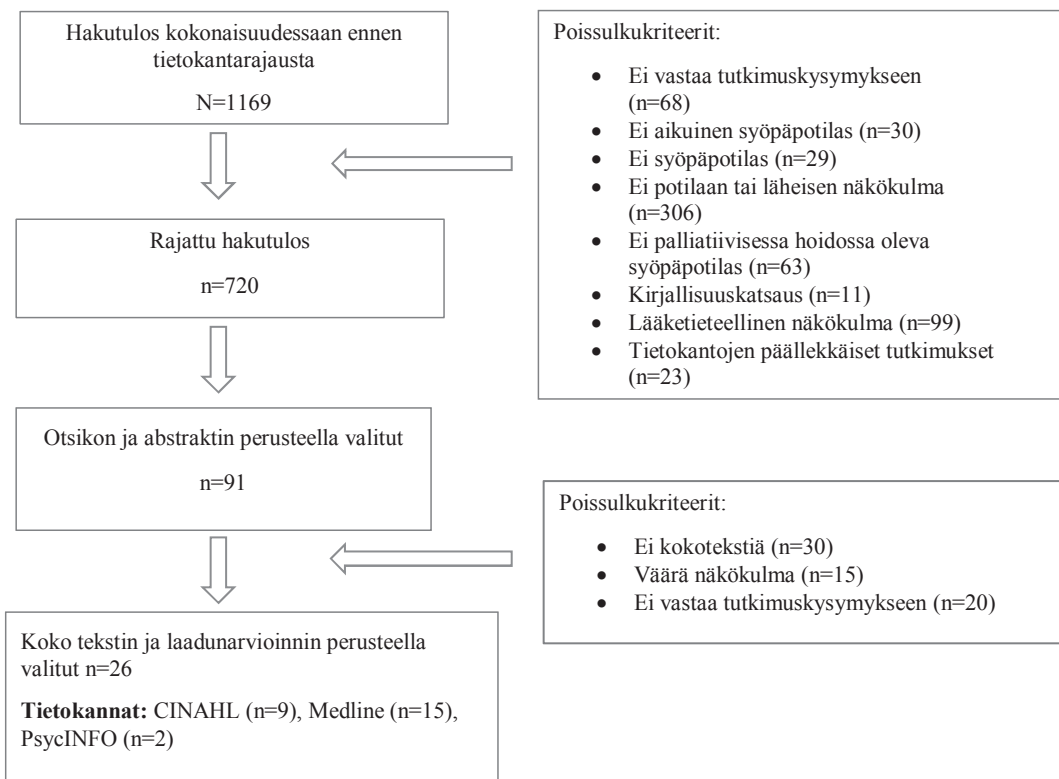 Hakutulos kokonaisuudessaan ennen
tietokantarajausta
N=1169
Poissulkukriteerit:
• Ei vastaa tutkimuskysymykseen
(n=68)
• Ei aikuinen syöpäpotilas (n=30)
• Ei syöpäpotilas (n=29)
• Ei potilaan tai läheisen näkökulma
(n=306)
• Ei palliatiivisessa hoidossa oleva
syöpäpotilas (n=63)
• Kirjallisuuskatsaus (n=11)
• Lääketieteellinen näkökulma (n=99)
• Tietokantojen päällekkäiset tutkimukset
(n=23)
Rajattu hakutulos
n=720
Otsikon ja abstraktin perusteella valitut
n=91
Poissulkukriteerit:
• Ei kokotekstiä (n=30)
• Väärä näkökulma (n=15)
• Ei vastaa tutkimuskysymykseen (n=20)
Koko tekstin ja laadunarvioinnin perusteella
valitut n=26
Tietokannat: CINAHL (n=9), Medline (n=15),
PsycINFO (n=2)